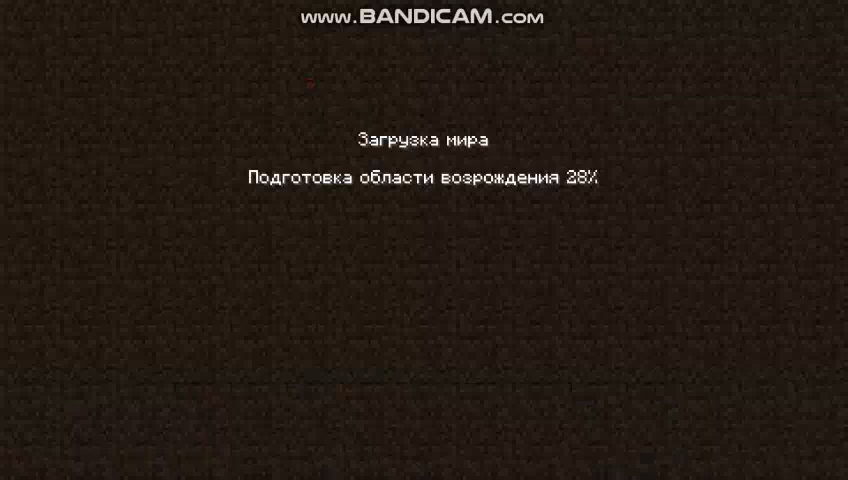 www.BANDICAM.com
Загрузка мира
Подготовка области возрождения 28%